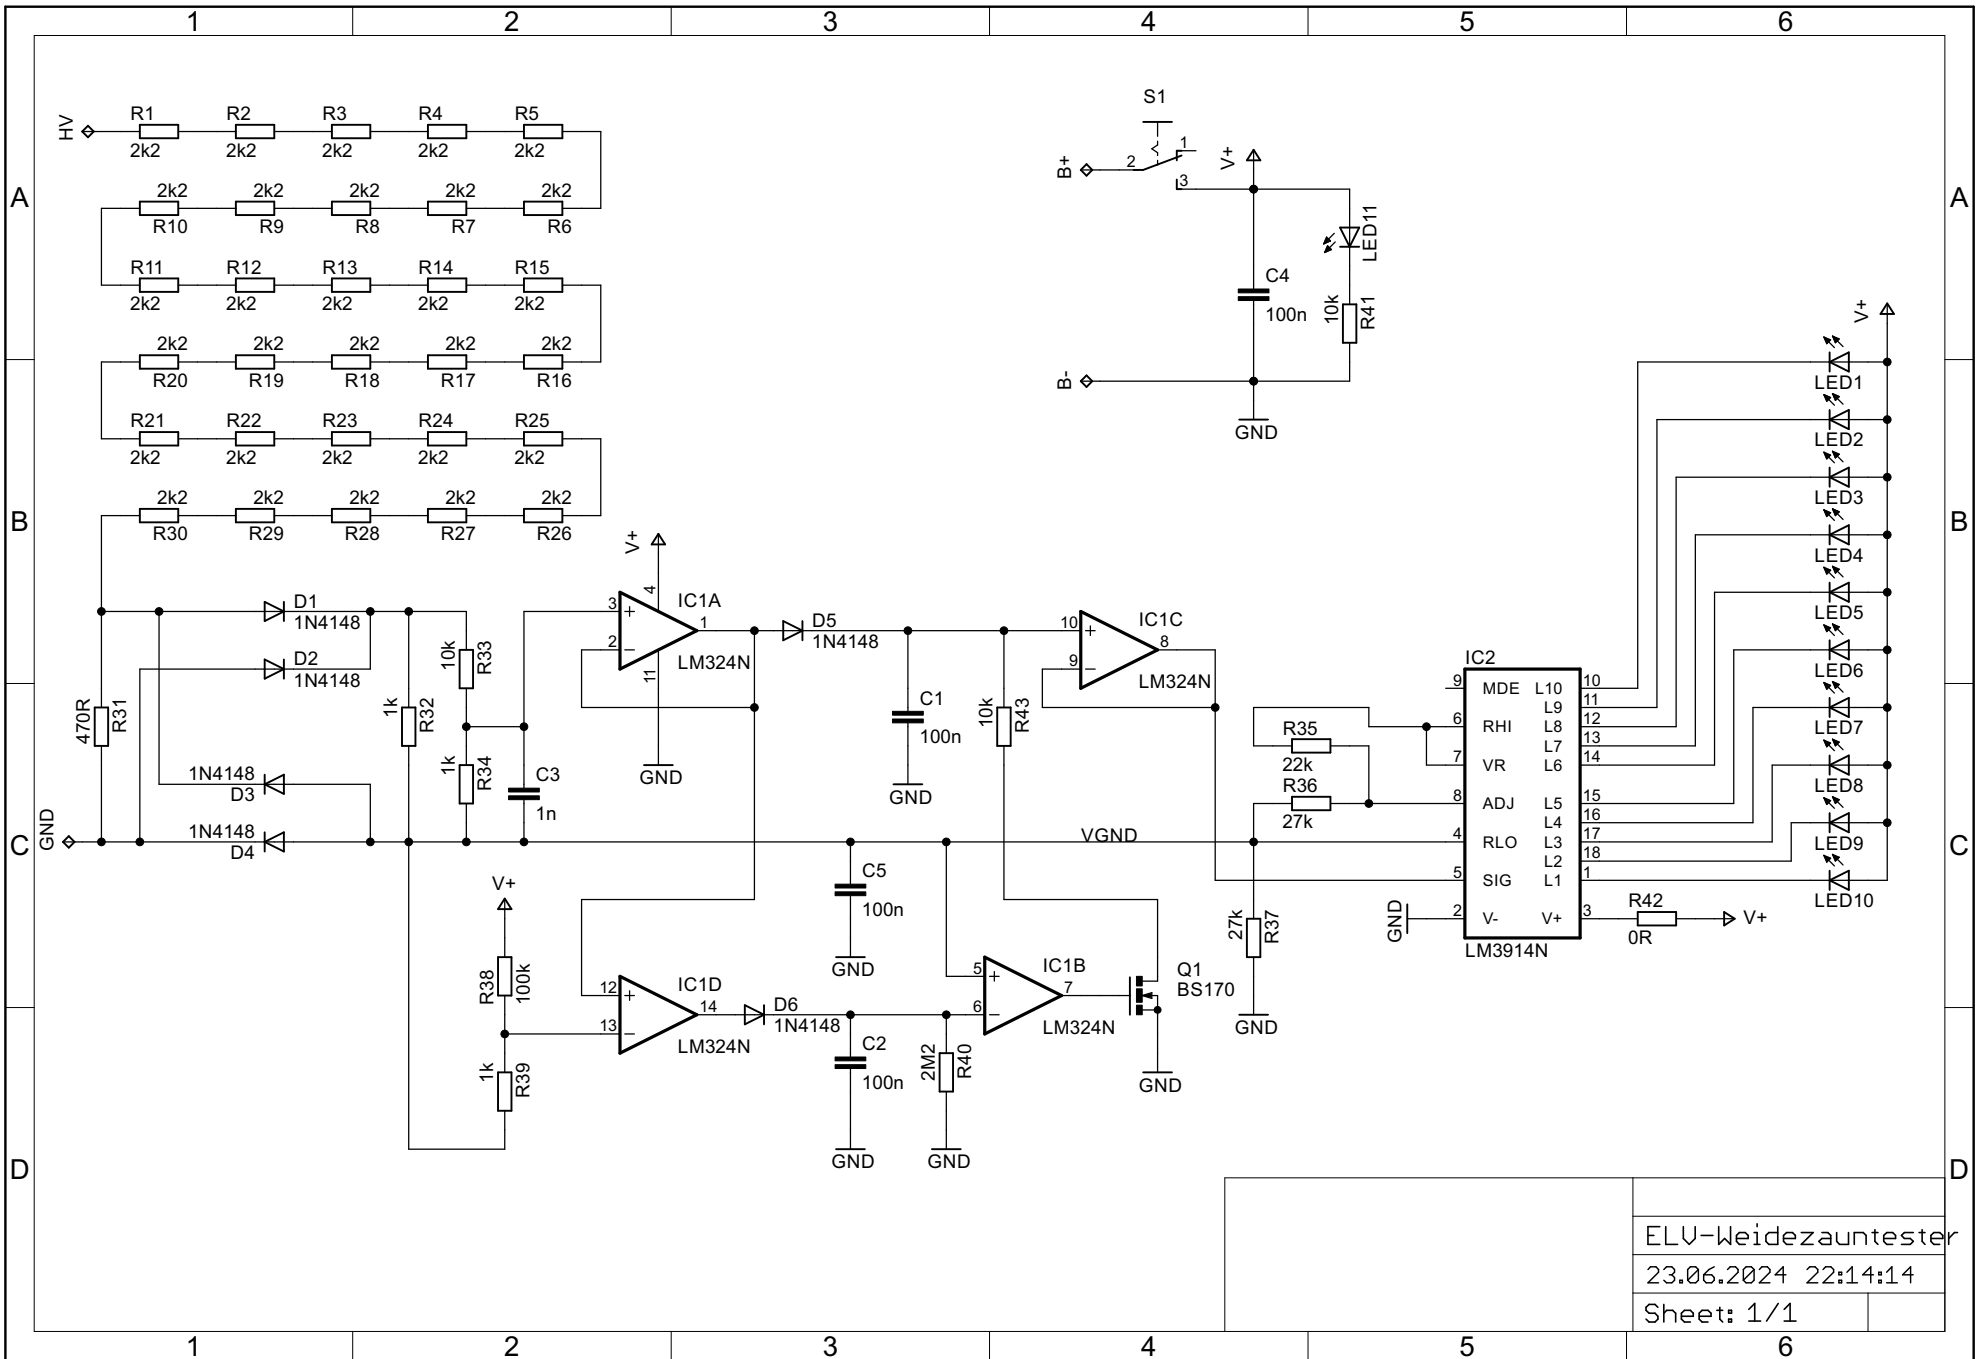 1 2 3 4 5 6
A A
B B
C C
D D
HV
R1 R2 R3 R4 R5
2k2 2k2 2k2 2k2 2k2
2k2 2k2 2k2 2k2 2k2
R10 R9 R8 R7 R6
R11 R12 R13 R14 R15
2k2 2k2 2k2 2k2 2k2
2k2 2k2 2k2 2k2 2k2
R20 R19 R18 R17 R16
R21 R22 R23 R24 R25
2k2 2k2 2k2 2k2 2k2
2k2 2k2 2k2 2k2 2k2
R30 R29 R28 R27 R26
S1
B+
2
1
3
V+
LED11
C4
100n
10k
R41
B-
GND
D1
1N4148
D2
1N4148
470R
R31
1N4148
D3
1N4148
D4
GND
1k
R32
10k
R33
1k
R34
C3
1n
V+
4
3
+
2
−
1
11
IC1A
LM324N
GND
D5
1N4148
C1
100n
GND
10k
R43
10
+
9
−
8
IC1C
LM324N
VGND
C5
100n
GND
V+
R38
100k
1k
R39
12
+
13
−
14
IC1D
LM324N
D6
1N4148
C2
100n
GND
2M2
R40
GND
5
+
6
−
7
IC1B
LM324N
Q1
BS170
GND
27k
R37
GND
R35
22k
R36
27k
IC2
9 MDE L10 10
L9 11
6 RHI L8 12
L7 13
7 VR L6 14
8 ADJ L5 15
L4 16
4 RLO L3 17
L2 18
5 SIG L1 1
GND 2 V- V+ 3
LM3914N
R42
0R
V+
V+
LED1
LED2
LED3
LED4
LED5
LED6
LED7
LED8
LED9
LED10
ELV-Weidezauntester
23.06.2024 22:14:14
Sheet: 1/1
1 2 3 4 5 6